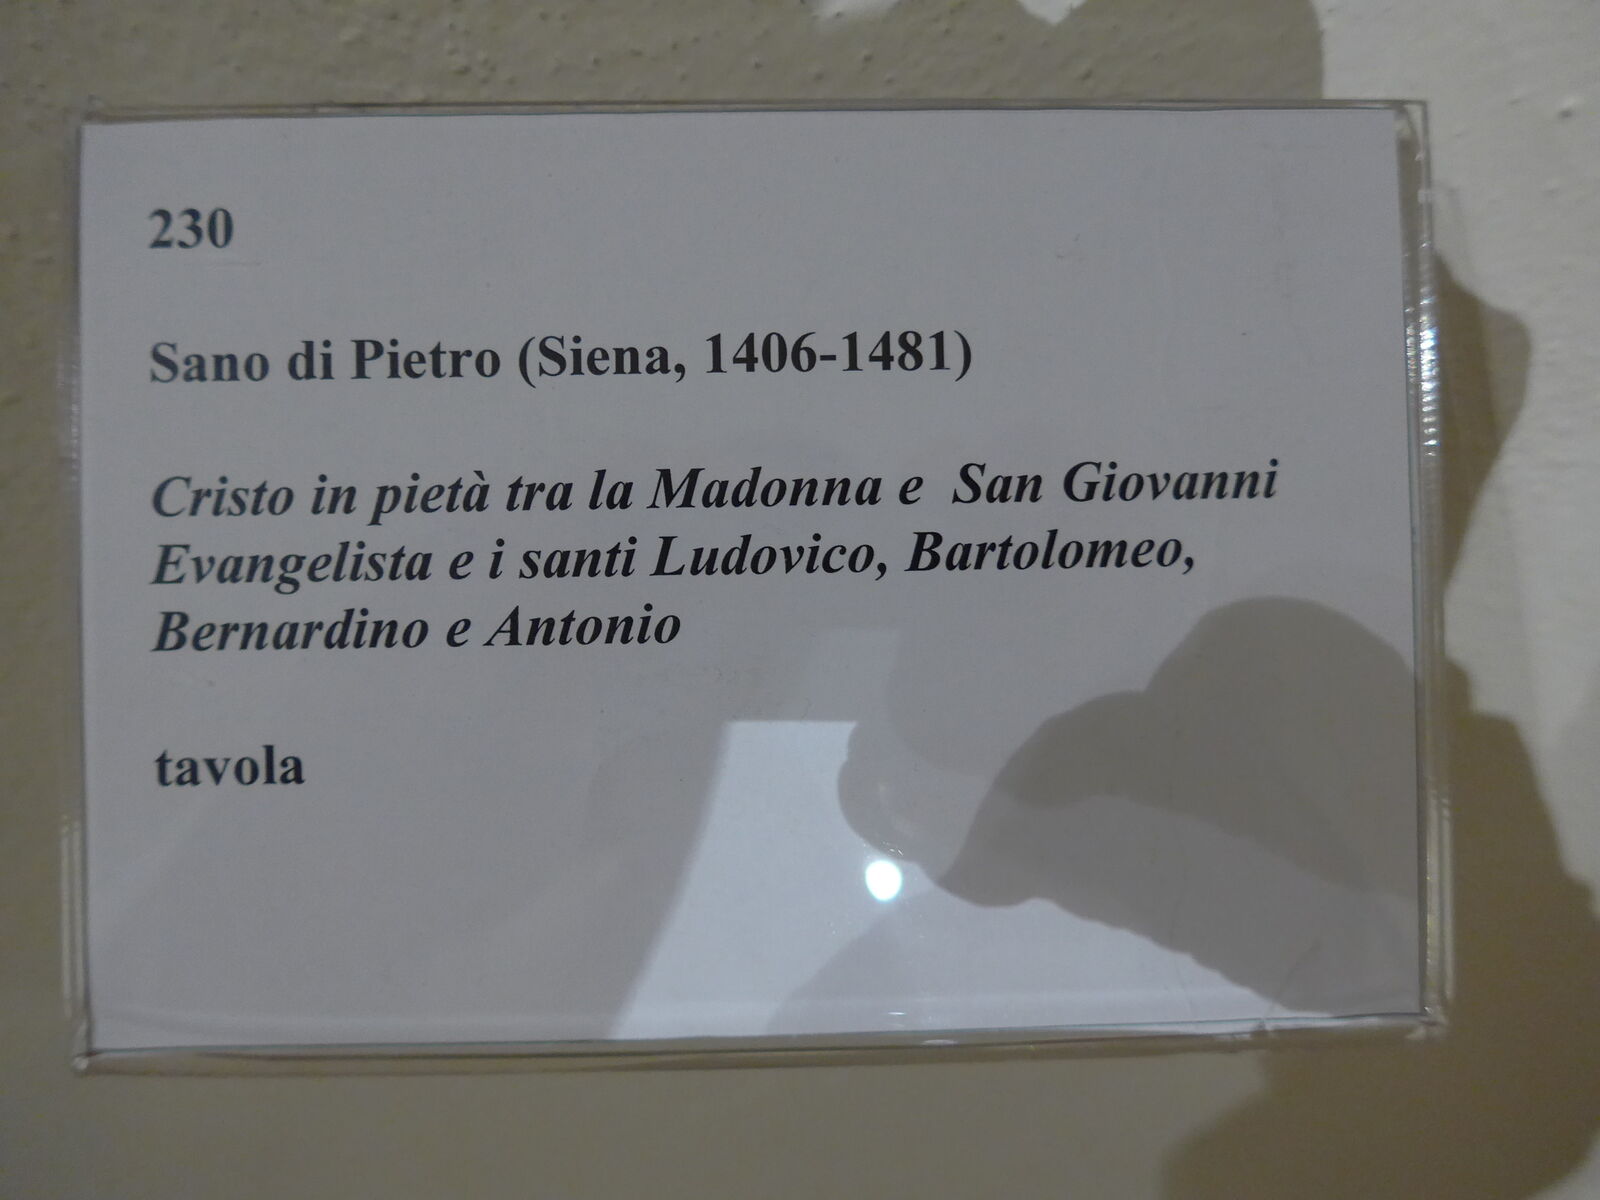 230
Sano di Pietro (Siena, 1406-1481)
Cristo in pietà tra la Madonna e San Giovanni
Evangelista e i santi Ludovico, Bartolomeo,
Bernardino e Antonio
tavola